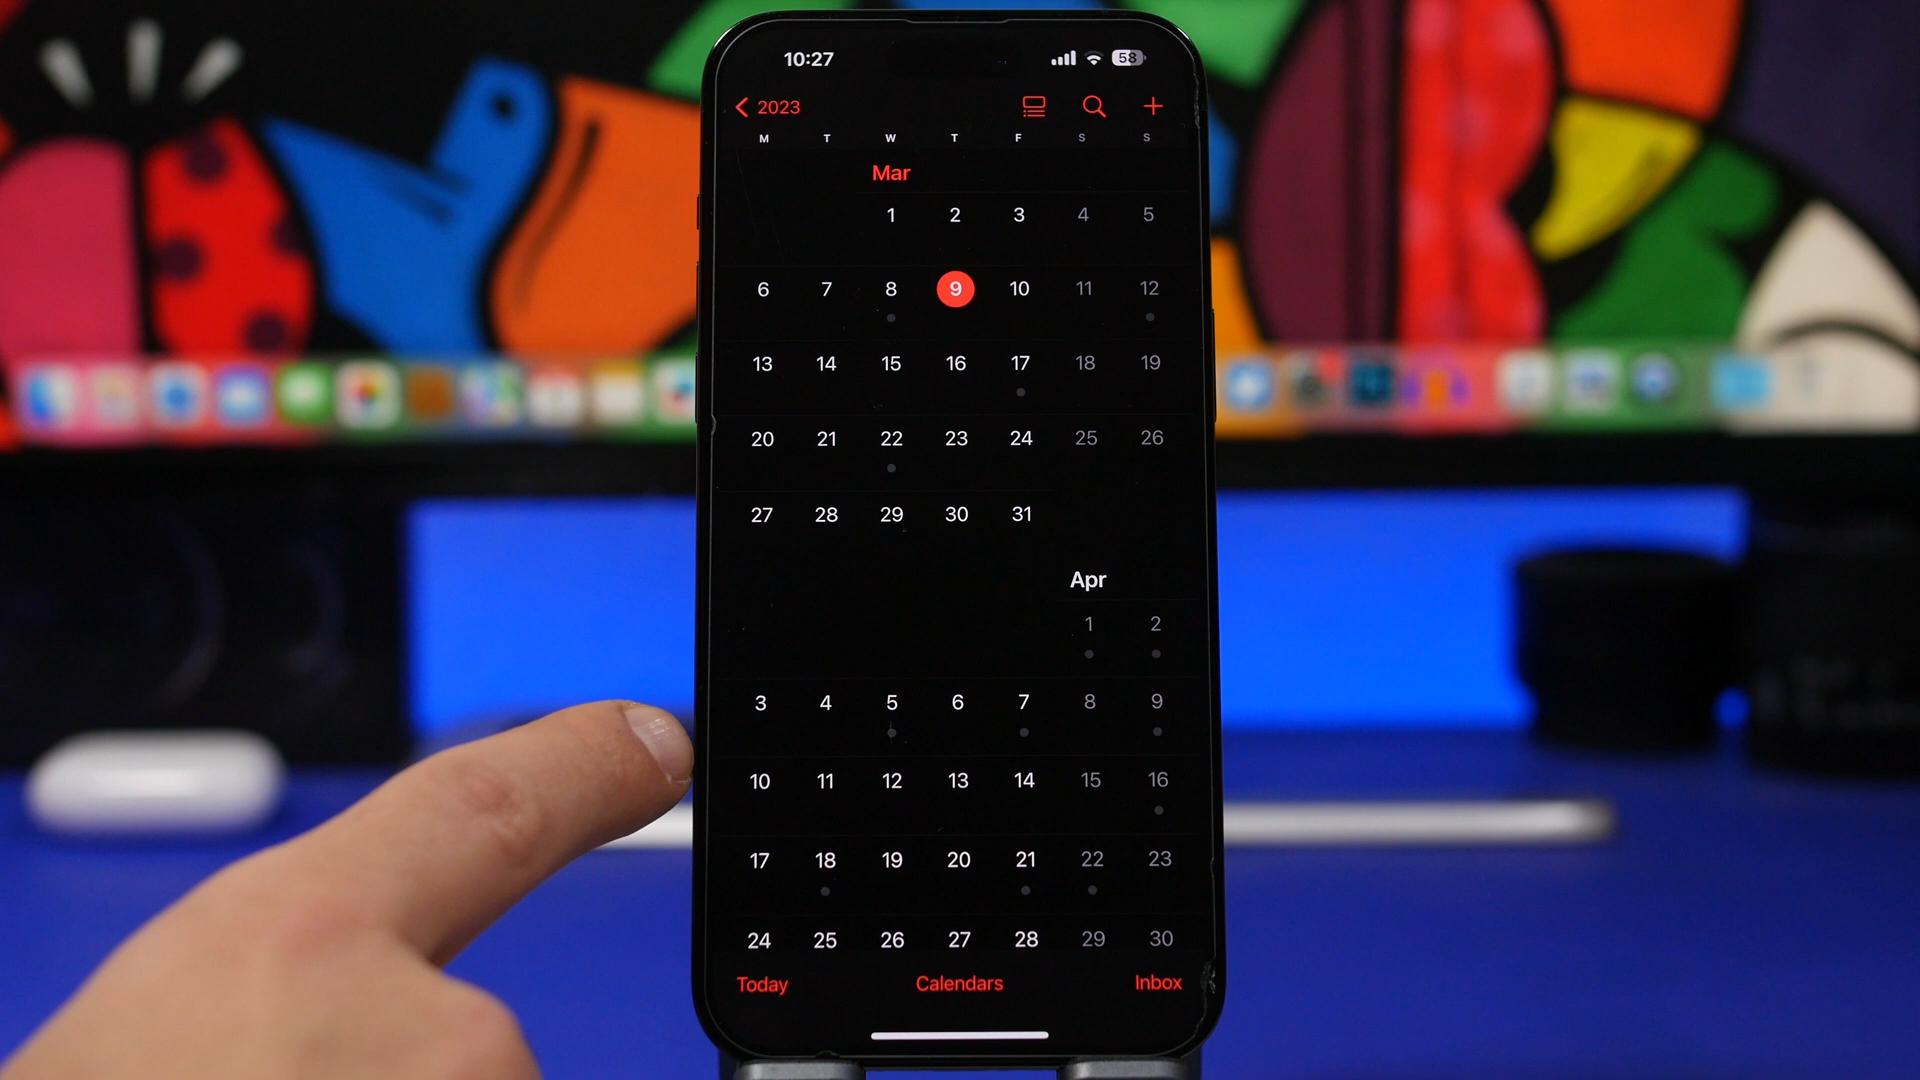 10:27 58
2023
M T W T F S S
Mar
1 2 3 4 5
6 7 8 9 10 11 12
13 14 15 16 17 18 19
20 21 22 23 24 25 26
27 28 29 30 31
Apr
1 2
3 4 5 6 7 8 9
10 11 12 13 14 15 16
17 18 19 20 21 22 23
24 25 26 27 28 29 30
Today Calendars Inbox